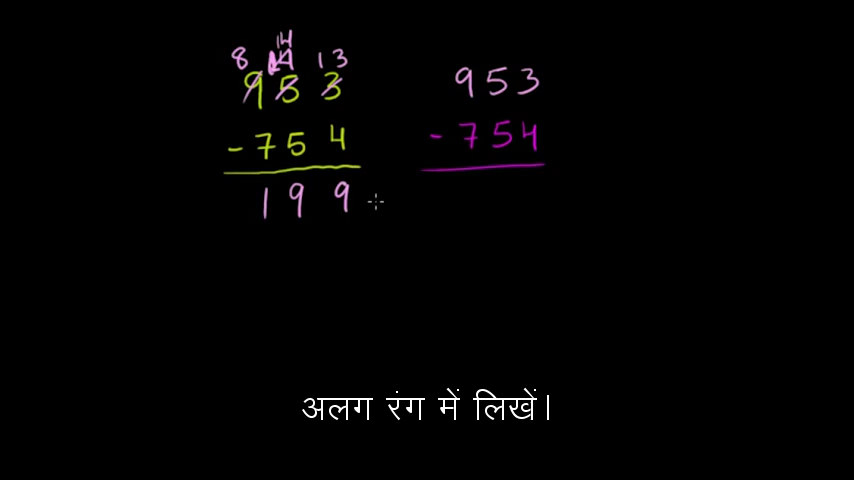 8 14 13
953 953
- 754 - 754
199
अलग रंग में लिखें।